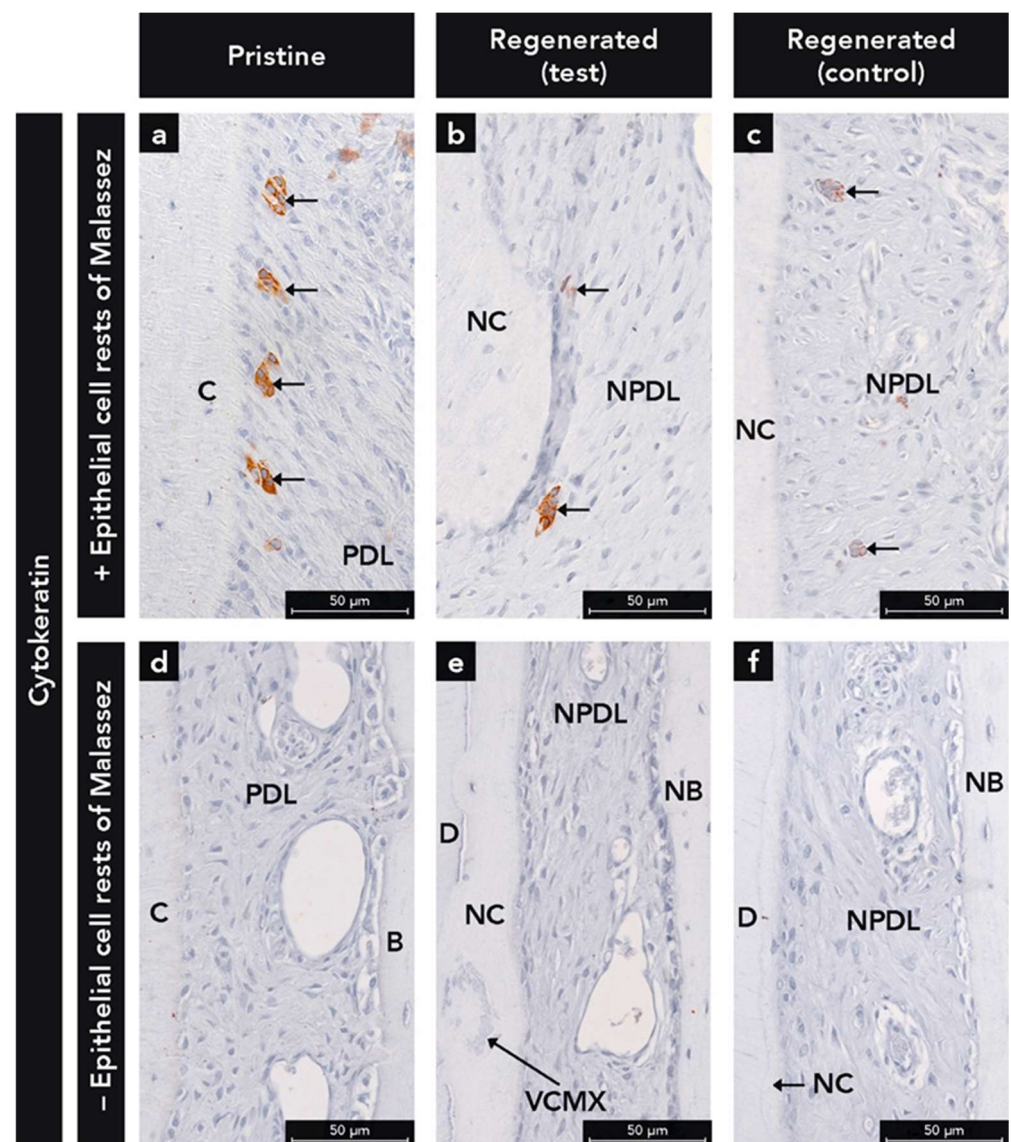 Pristine
Regenerated
(test)
Regenerated
(control)
Cytokeratin
+ Epithelial cell rests of Malassez
a
C
PDL
50 µm
b
NC
NPDL
50 µm
c
NPDL
NC
50 µm
− Epithelial cell rests of Malassez
d
PDL
C
B
50 µm
e
NPDL
NB
D
NC
VCMX
50 µm
f
NB
D
NPDL
NC
50 µm